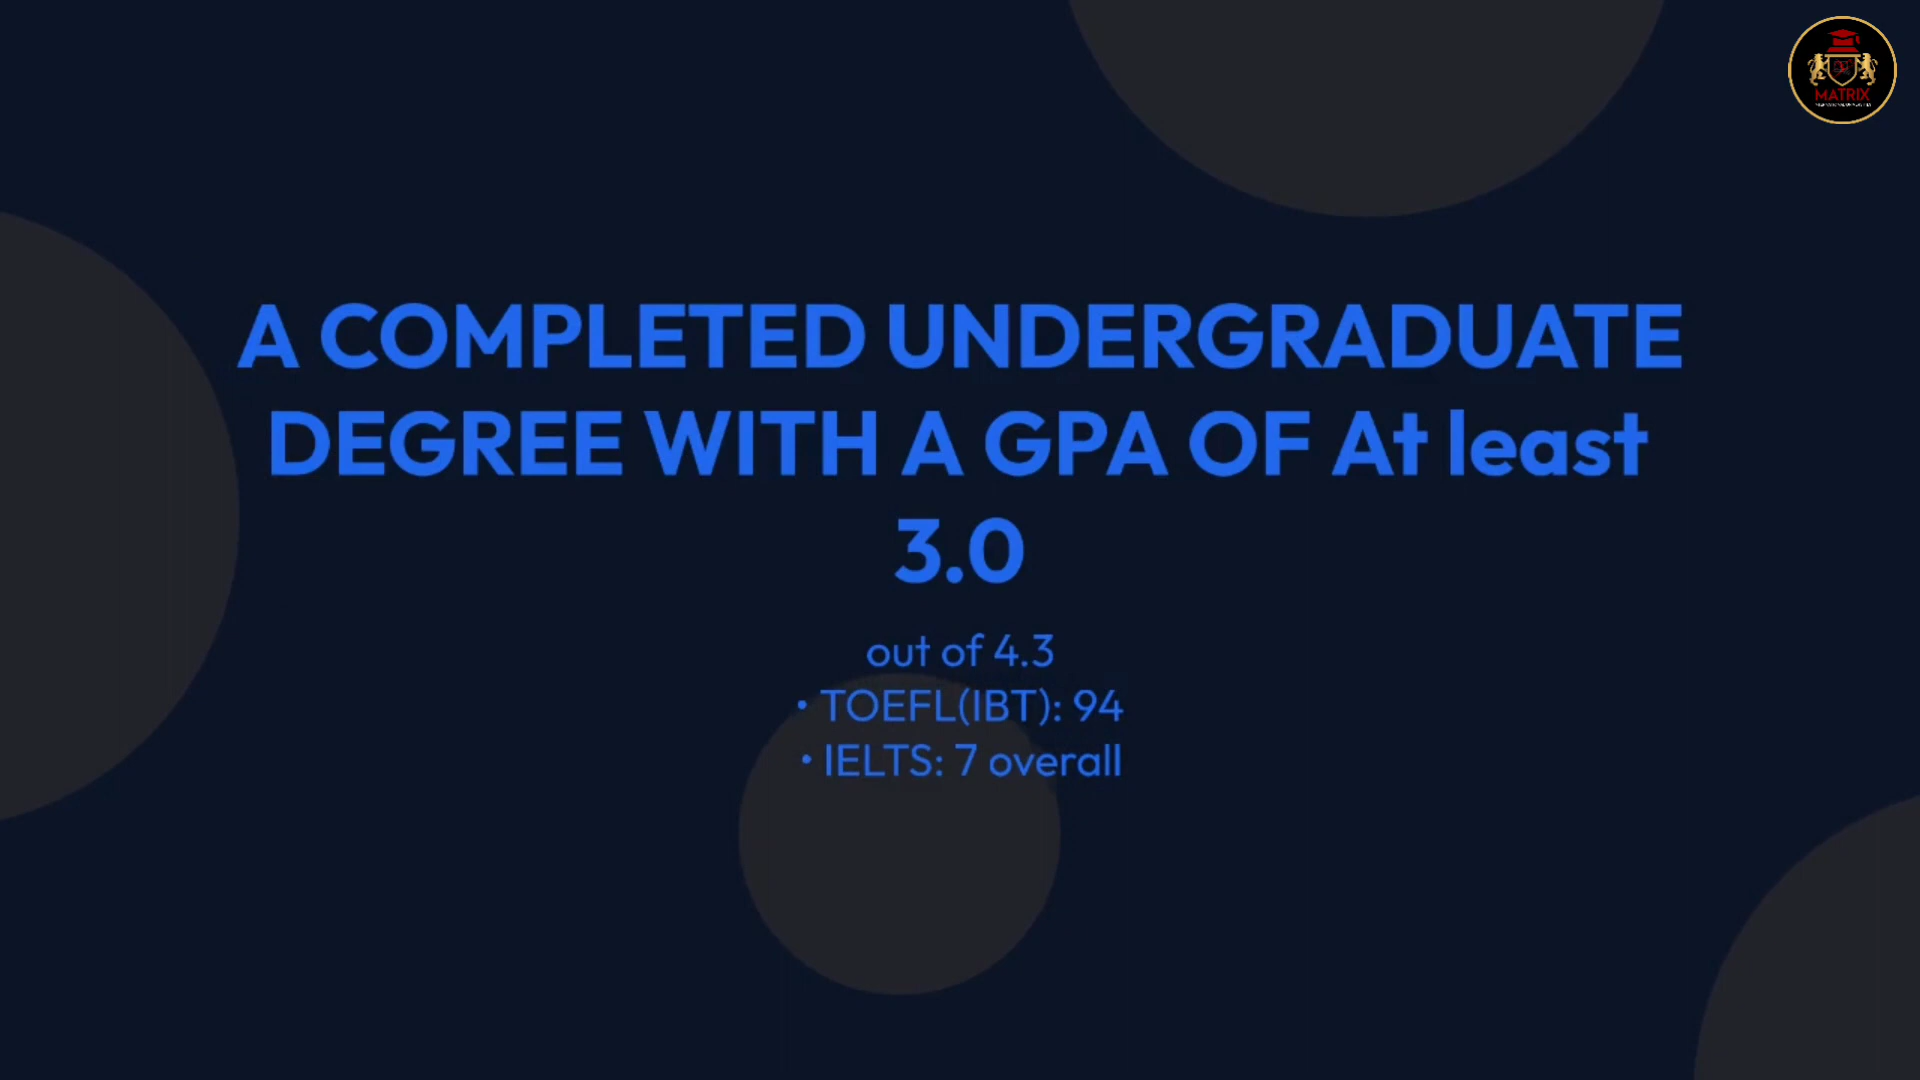 MATRIX
A COMPLETED UNDERGRADUATE
DEGREE WITH A GPA OF At least
3.0
out of 4.3
• TOEFL(IBT): 94
• IELTS: 7 overall